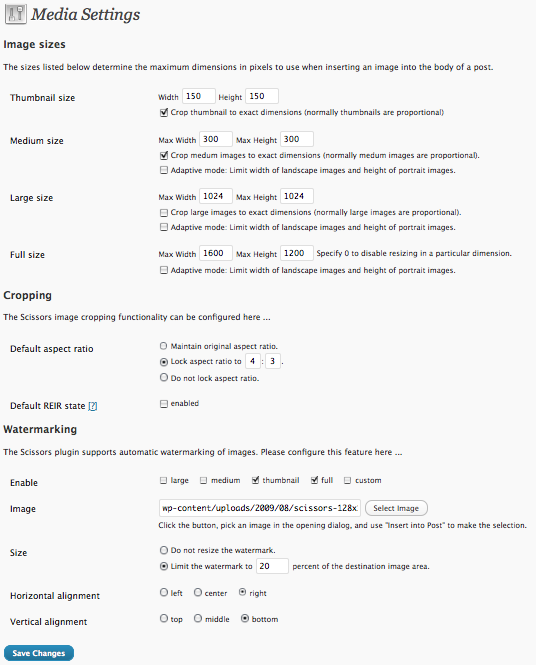 Media Settings
Image sizes
The sizes listed below determine the maximum dimensions in pixels to use when inserting an image into the body of a post.
Thumbnail size Width 150 Height 150
Crop thumbnail to exact dimensions (normally thumbnails are proportional)
Medium size Max Width 300 Max Height 300
Crop medum images to exact dimensions (normally medum images are proportional).
Adaptive mode: Limit width of landscape images and height of portrait images.
Large size Max Width 1024 Max Height 1024
Crop large images to exact dimensions (normally large images are proportional).
Adaptive mode: Limit width of landscape images and height of portrait images.
Full size Max Width 1600 Max Height 1200 Specify 0 to disable resizing in a particular dimension.
Adaptive mode: Limit width of landscape images and height of portrait images.
Cropping
The Scissors image cropping functionality can be configured here ...
Default aspect ratio Maintain original aspect ratio.
Lock aspect ratio to 4 : 3 .
Do not lock aspect ratio.
Default REIR state [?] enabled
Watermarking
The Scissors plugin supports automatic watermarking of images. Please configure this feature here ...
Enable large medium thumbnail full custom
Image wp-content/uploads/2009/08/scissors-128x Select Image
Click the button, pick an image in the opening dialog, and use "Insert into Post" to make the selection.
Size Do not resize the watermark.
Limit the watermark to 20 percent of the destination image area.
Horizontal alignment left center right
Vertical alignment top middle bottom
Save Changes